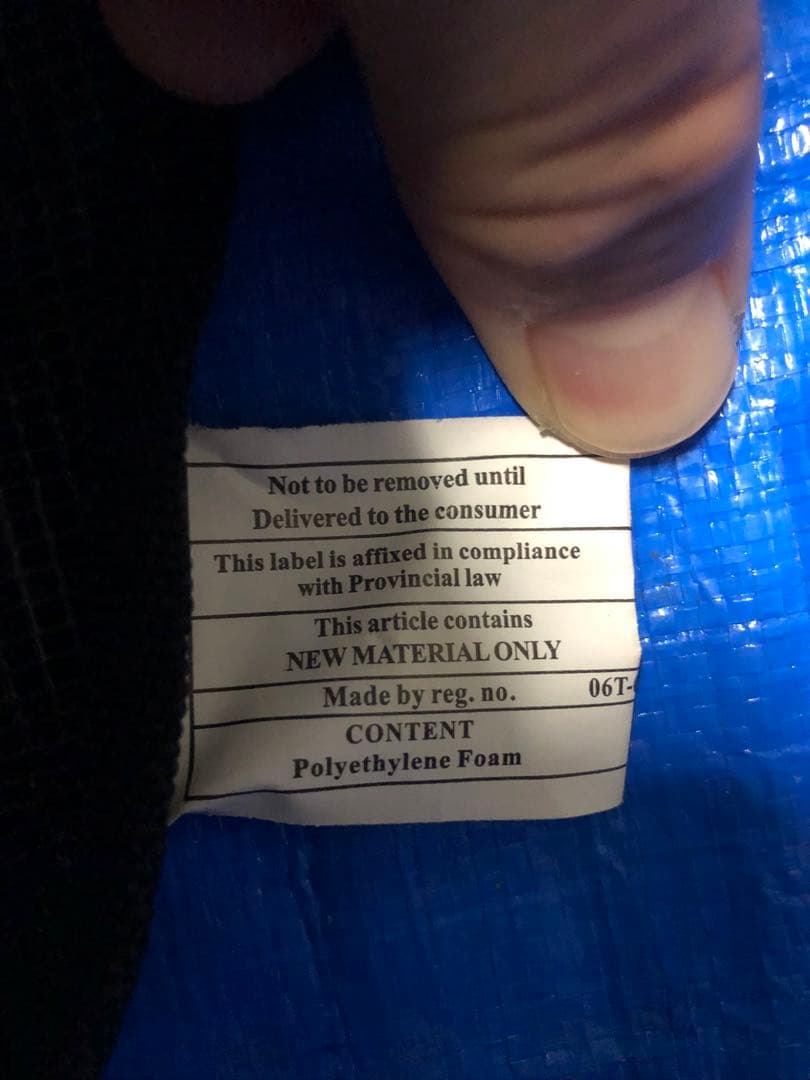 Not to be removed until
Delivered to the consumer
This label is affixed in compliance
with Provincial law
This article contains
NEW MATERIAL ONLY
Made by reg. no. 06T-
CONTENT
Polyethylene Foam